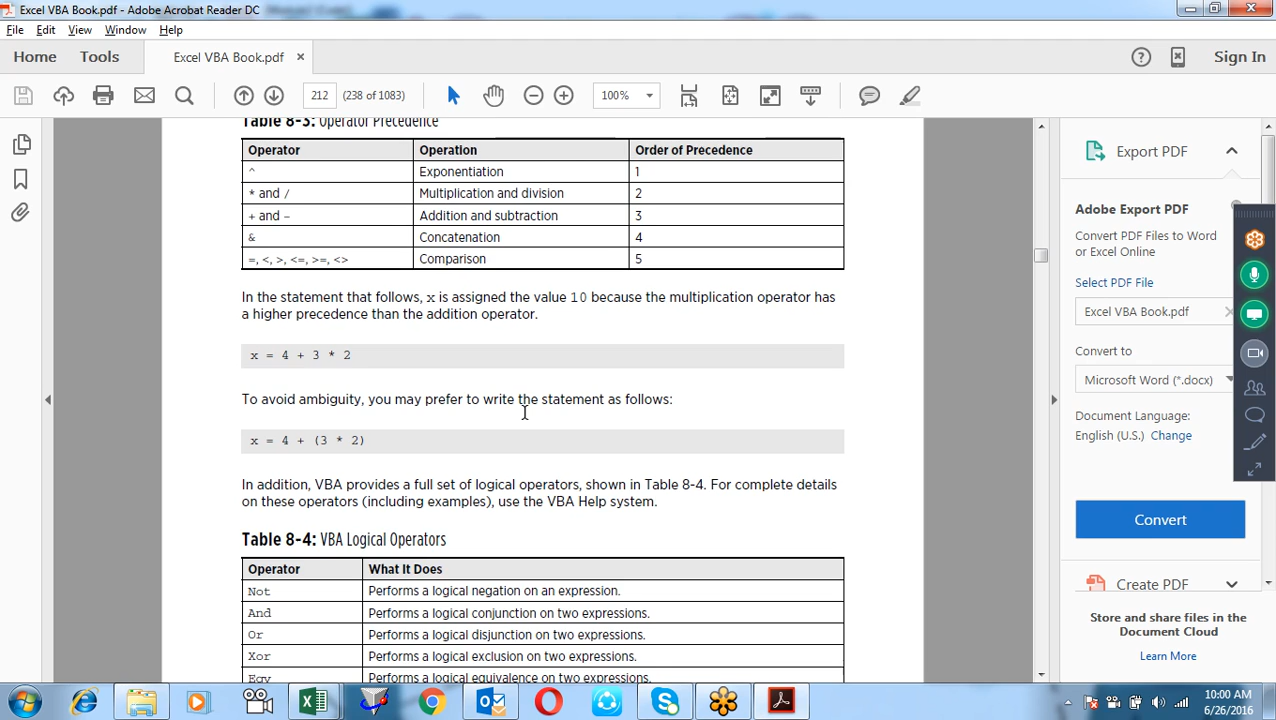 Excel VBA Book.pdf - Adobe Acrobat Reader DC
File Edit View Window Help
Home Tools Excel VBA Book.pdf × Sign In
212 (238 of 1083) 100%
Table 8-3: Operator Precedence
Operator Operation Order of Precedence
^ Exponentiation 1
* and / Multiplication and division 2
+ and – Addition and subtraction 3
& Concatenation 4
=, <, >, <=, >=, <> Comparison 5
In the statement that follows, x is assigned the value 10 because the multiplication operator has
a higher precedence than the addition operator.
x = 4 + 3 * 2
To avoid ambiguity, you may prefer to write the statement as follows:
x = 4 + (3 * 2)
In addition, VBA provides a full set of logical operators, shown in Table 8-4. For complete details
on these operators (including examples), use the VBA Help system.
Table 8-4: VBA Logical Operators
Operator What It Does
Not Performs a logical negation on an expression.
And Performs a logical conjunction on two expressions.
Or Performs a logical disjunction on two expressions.
Xor Performs a logical exclusion on two expressions.
Eqv Performs a logical equivalence on two expressions.
Export PDF
Adobe Export PDF
Convert PDF Files to Word
or Excel Online
Select PDF File
Excel VBA Book.pdf
Convert to
Microsoft Word (*.docx)
Document Language:
English (U.S.) Change
Convert
Create PDF
Store and share files in the
Document Cloud
Learn More
10:00 AM
6/26/2016